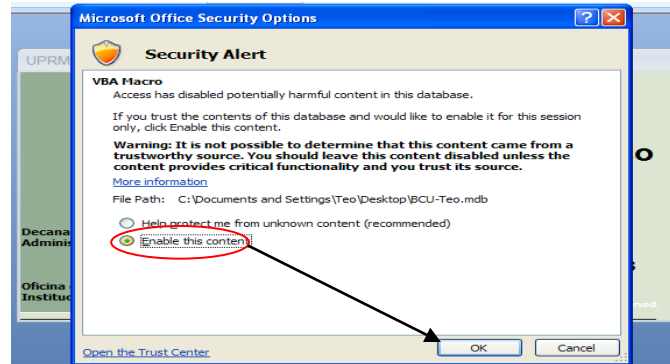 Microsoft Office Security Options
UPRM
Security Alert
VBA Macro
Access has disabled potentially harmful content in this database.
If you trust the contents of this database and would like to enable it for this session
only, click Enable this content.
Warning: It is not possible to determine that this content came from a
trustworthy source. You should leave this content disabled unless the
content provides critical functionality and you trust its source.
More information
File Path: C:\Documents and Settings\Teo\Desktop\BCU-Teo.mdb
Help protect me from unknown content (recommended)
Enable this content
Decana
Adminis
Oficina
Instituc
rved.
Open the Trust Center
OK
Cancel